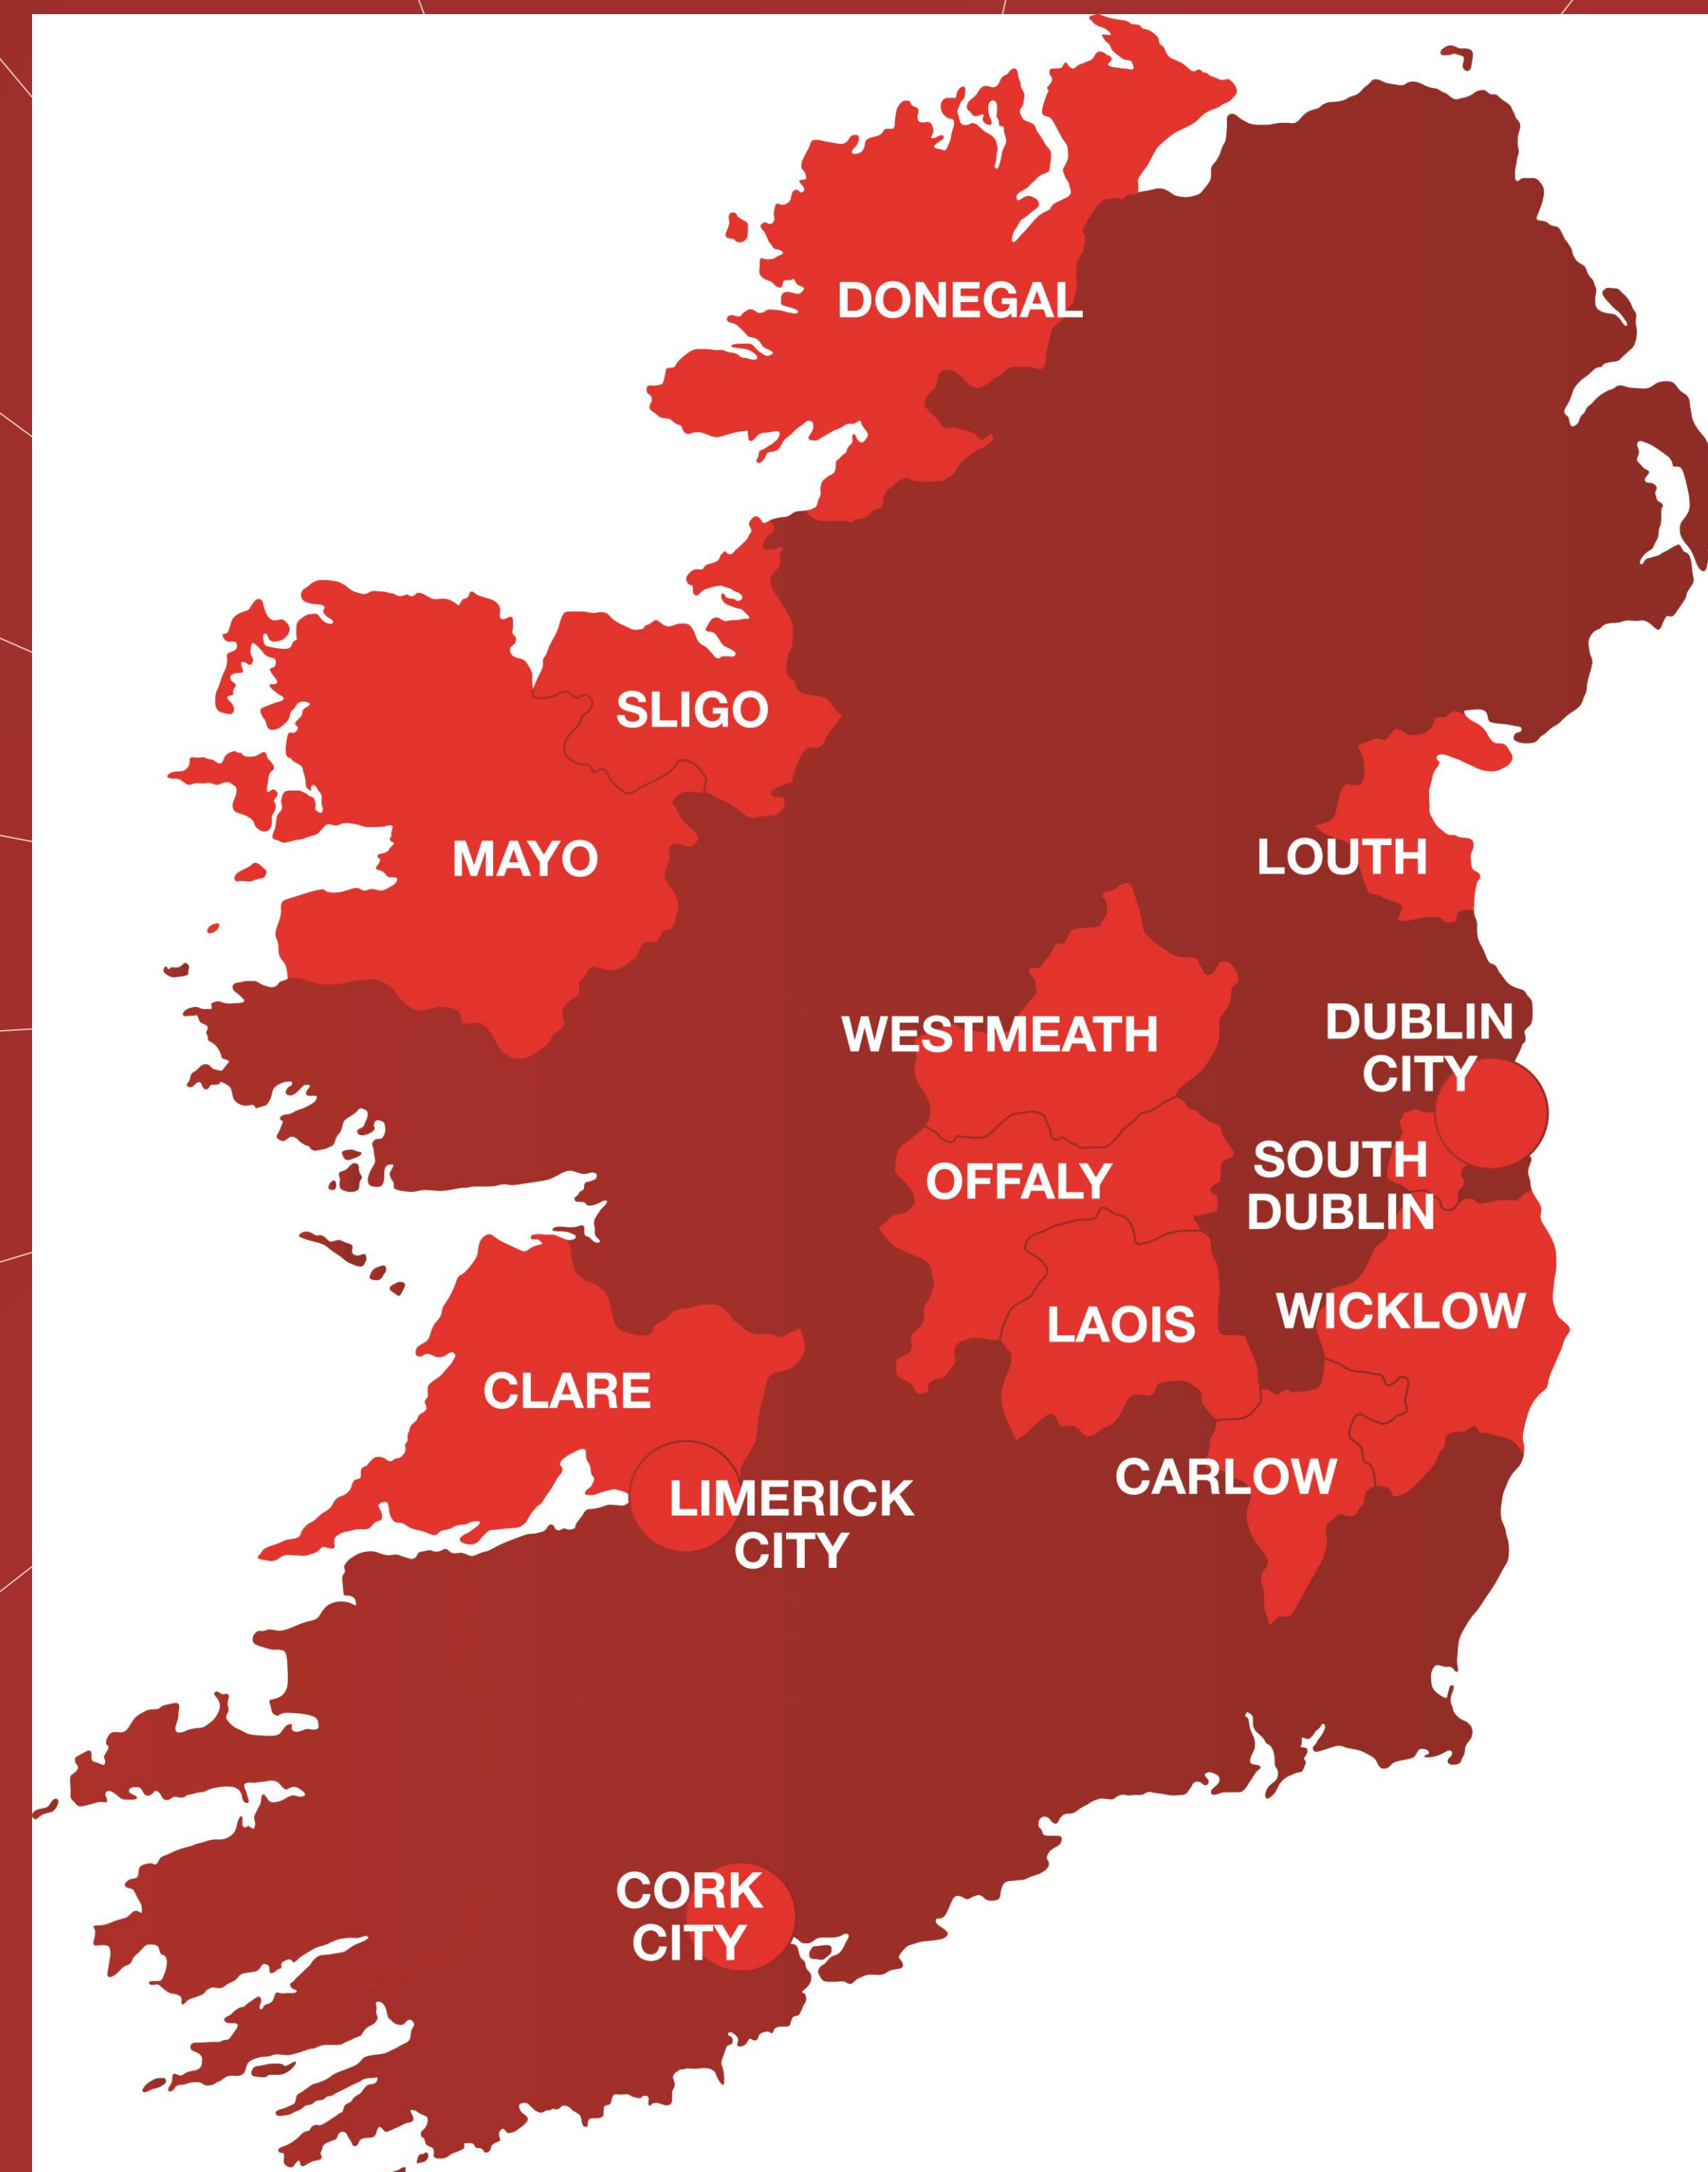 DONEGAL
SLIGO
MAYO
LOUTH
WESTMEATH
DUBLIN
CITY
SOUTH
DUBLIN
OFFALY
LAOIS
WICKLOW
CLARE
CARLOW
LIMERICK
CITY
CORK
CITY